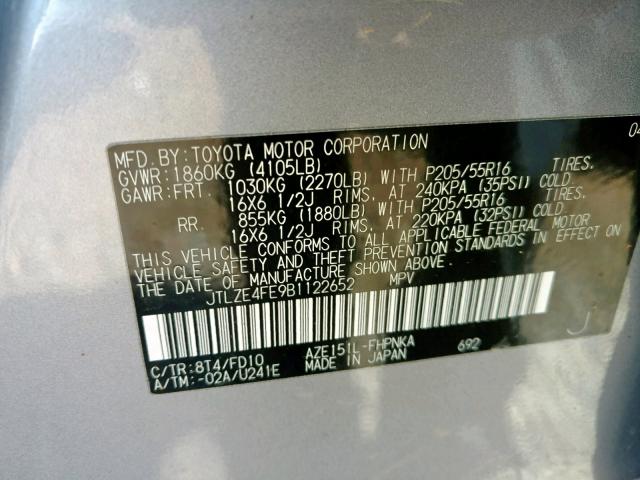 04
MFD. BY: TOYOTA MOTOR CORPORATION
GVWR: 1860KG (4105LB)
GAWR: FRT. 1030KG (2270LB) WITH P205/55R16 TIRES,
16X6 1/2J RIMS, AT 240KPA (35PSI) COLD
RR. 855KG (1880LB) WITH P205/55R16 TIRES,
16X6 1/2J RIMS, AT 220KPA (32PSI) COLD
THIS VEHICLE CONFORMS TO ALL APPLICABLE FEDERAL MOTOR
VEHICLE SAFETY AND THEFT PREVENTION STANDARDS IN EFFECT ON
THE DATE OF MANUFACTURE SHOWN ABOVE.
JTLZE4FE9B1122652 MPV
J
C/TR: 8T4/FD10 AZE151L-FHPNKA 692
A/TM: -02A/U241E MADE IN JAPAN